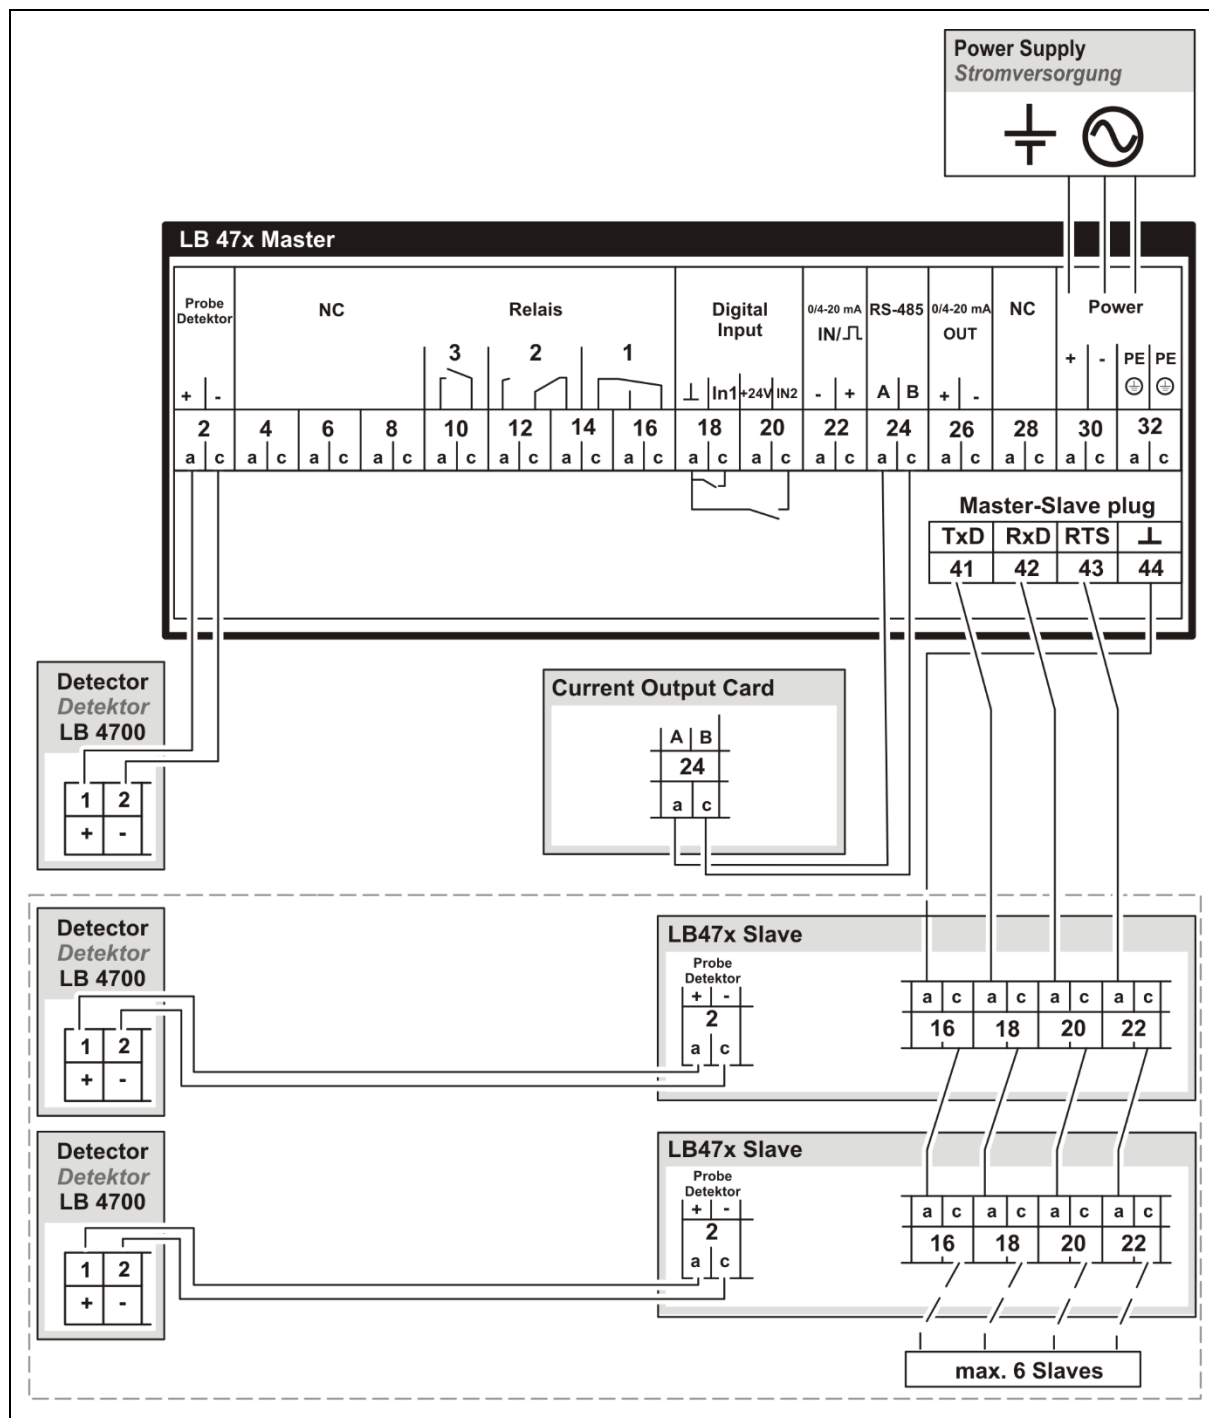 Power Supply
Stromversorgung
LB 47x Master
Probe Detektor NC Relais Digital Input 0/4-20 mA IN/ RS-485 0/4-20 mA OUT NC Power
3 2 1
+ - ⊥ In1 +24V IN2 - + A B + - + - PE PE
2 4 6 8 10 12 14 16 18 20 22 24 26 28 30 32
a c a c a c a c a c a c a c a c a c a c a c a c a c a c a c a c
Master-Slave plug
TxD RxD RTS ⊥
41 42 43 44
Detector
Detektor
LB 4700
1 2
+ -
Current Output Card
A B
24
a c
Detector
Detektor
LB 4700
1 2
+ -
LB47x Slave
Probe
Detektor
+ -
2
a c
a c a c a c a c
16 18 20 22
Detector
Detektor
LB 4700
1 2
+ -
LB47x Slave
Probe
Detektor
+ -
2
a c
a c a c a c a c
16 18 20 22
max. 6 Slaves